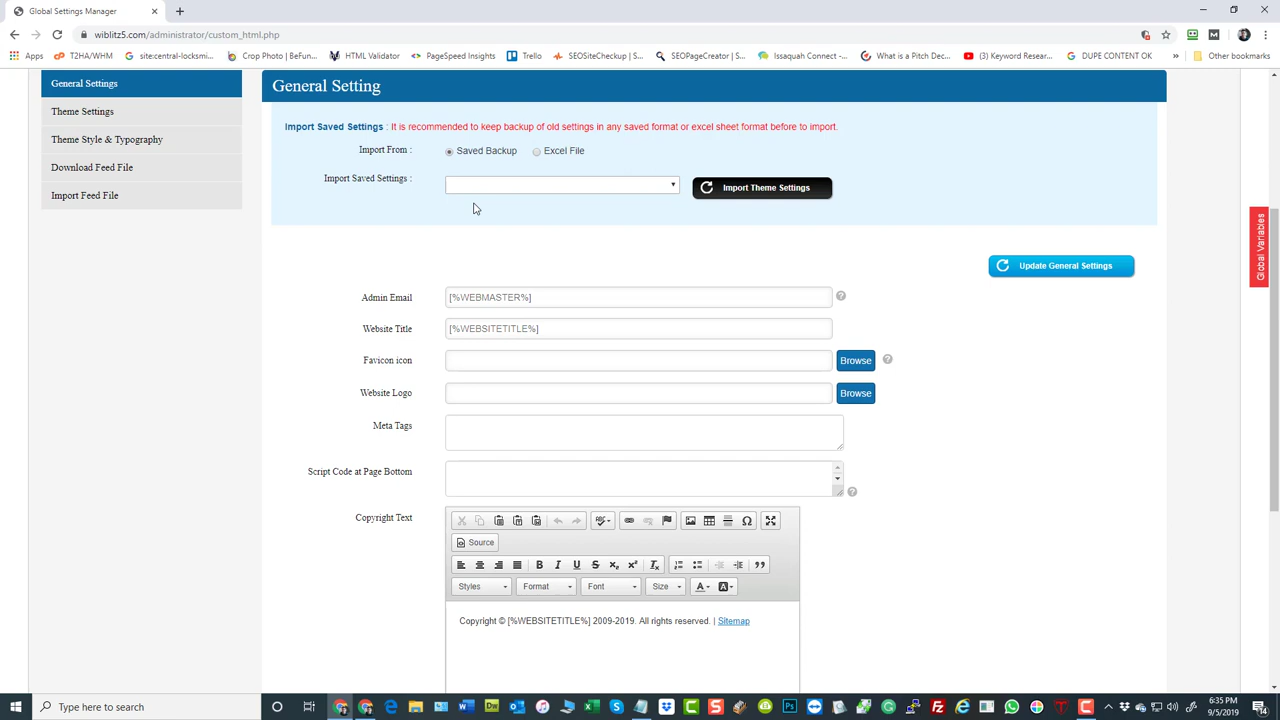 Global Settings Manager
wiblitz5.com/administrator/custom_html.php
Apps
T2HA/WHM
site:central-locksmi...
Crop Photo | BeFun...
HTML Validator
PageSpeed Insights
Trello
SEOSiteCheckup | S...
SEOPageCreator | S...
Issaquah Connect -...
What is a Pitch Dec...
(3) Keyword Resear...
DUPE CONTENT OK
»
Other bookmarks
General Settings
Theme Settings
Theme Style & Typography
Download Feed File
Import Feed File
General Setting
Import Saved Settings : It is recommended to keep backup of old settings in any saved format or excel sheet format before to import.
Import From : Saved Backup Excel File
Import Saved Settings : Import Theme Settings
Global Variables
Update General Settings
Admin Email [%WEBMASTER%]
Website Title [%WEBSITETITLE%]
Favicon icon Browse
Website Logo Browse
Meta Tags
Script Code at Page Bottom
Copyright Text
Source
Styles Format Font Size
Copyright © [%WEBSITETITLE%] 2009-2019. All rights reserved. | Sitemap
Type here to search
6:35 PM
9/5/2019
14